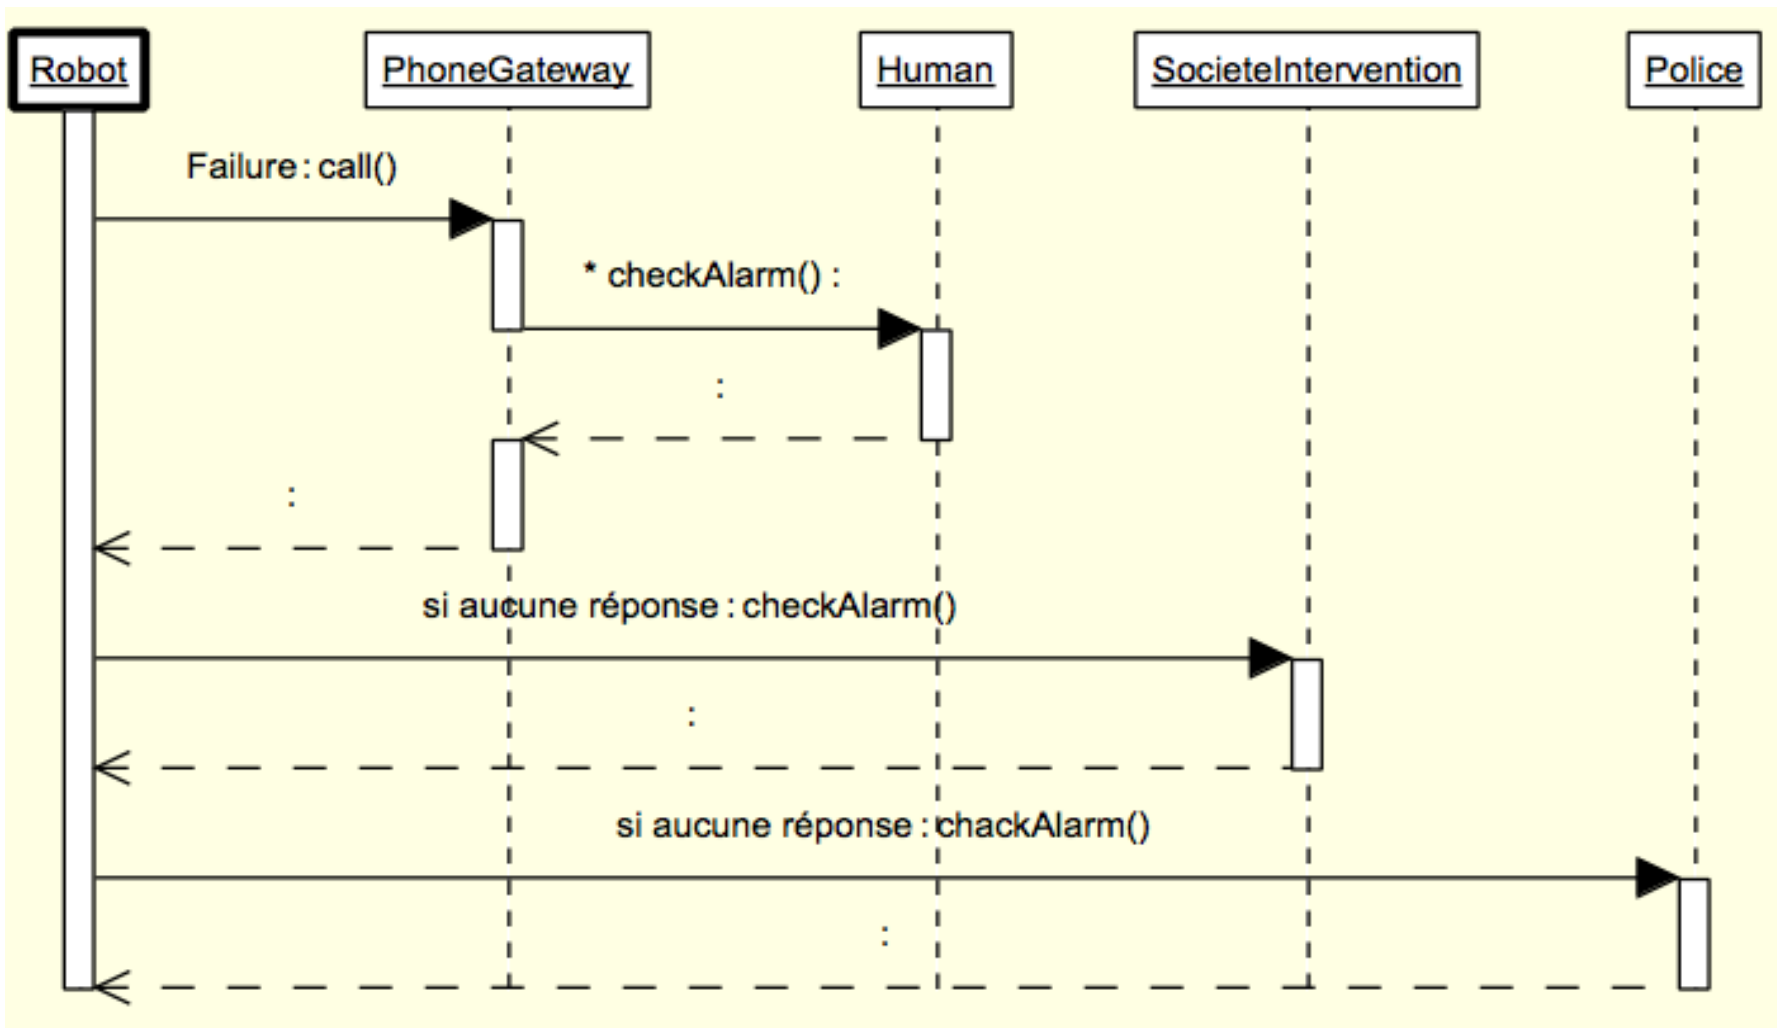 Robot
PhoneGateway
Human
SocieteIntervention
Police
Failure : call()
* checkAlarm() :
:
:
si aucune réponse : checkAlarm()
:
si aucune réponse : chackAlarm()
: